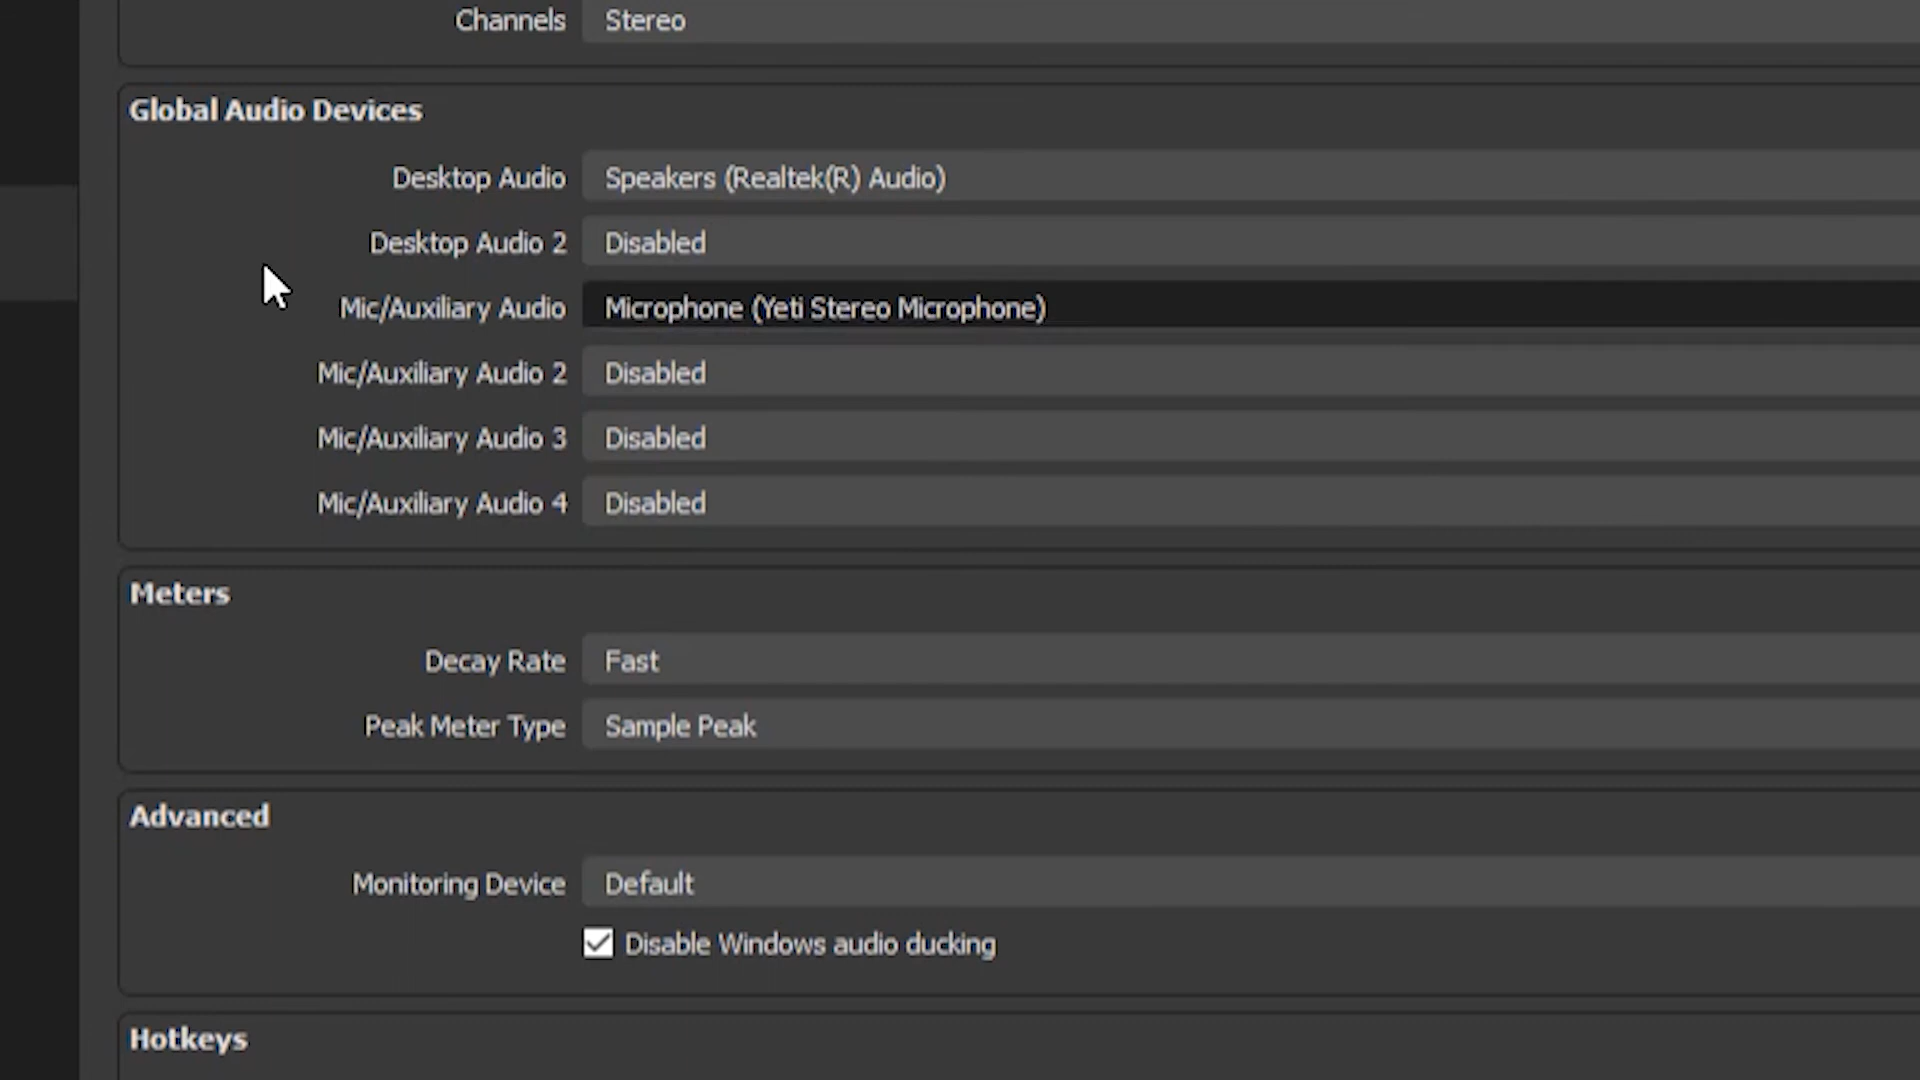 Channels Stereo
Global Audio Devices
Desktop Audio Speakers (Realtek(R) Audio)
Desktop Audio 2 Disabled
Mic/Auxiliary Audio Microphone (Yeti Stereo Microphone)
Mic/Auxiliary Audio 2 Disabled
Mic/Auxiliary Audio 3 Disabled
Mic/Auxiliary Audio 4 Disabled
Meters
Decay Rate Fast
Peak Meter Type Sample Peak
Advanced
Monitoring Device Default
Disable Windows audio ducking
Hotkeys